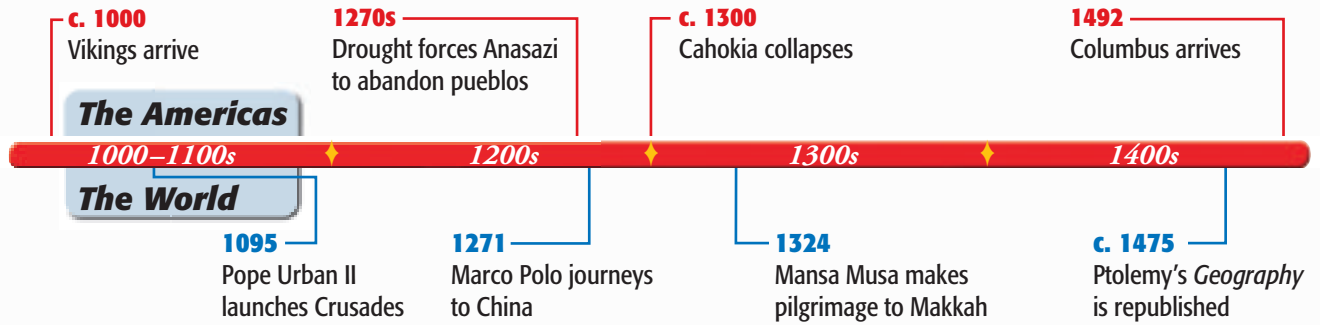 c. 1000
Vikings arrive
1270s
Drought forces Anasazi
to abandon pueblos
c. 1300
Cahokia collapses
1492
Columbus arrives
The Americas
1000–1100s
1200s
1300s
1400s
The World
1095
Pope Urban II
launches Crusades
1271
Marco Polo journeys
to China
1324
Mansa Musa makes
pilgrimage to Makkah
c. 1475
Ptolemy's Geography
is republished